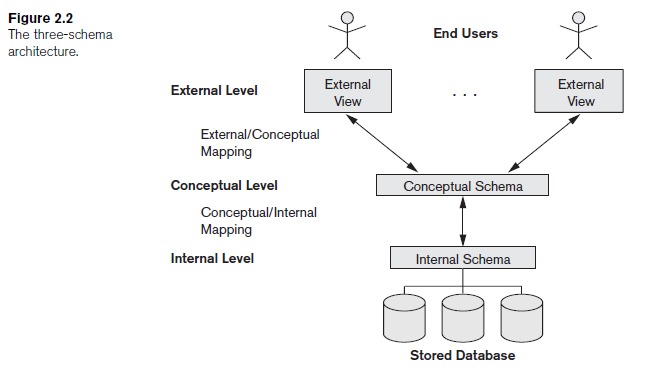 Figure 2.2
The three-schema
architecture.
End Users
External Level
External
View
. . .
External
View
External/Conceptual
Mapping
Conceptual Level
Conceptual Schema
Conceptual/Internal
Mapping
Internal Level
Internal Schema
Stored Database